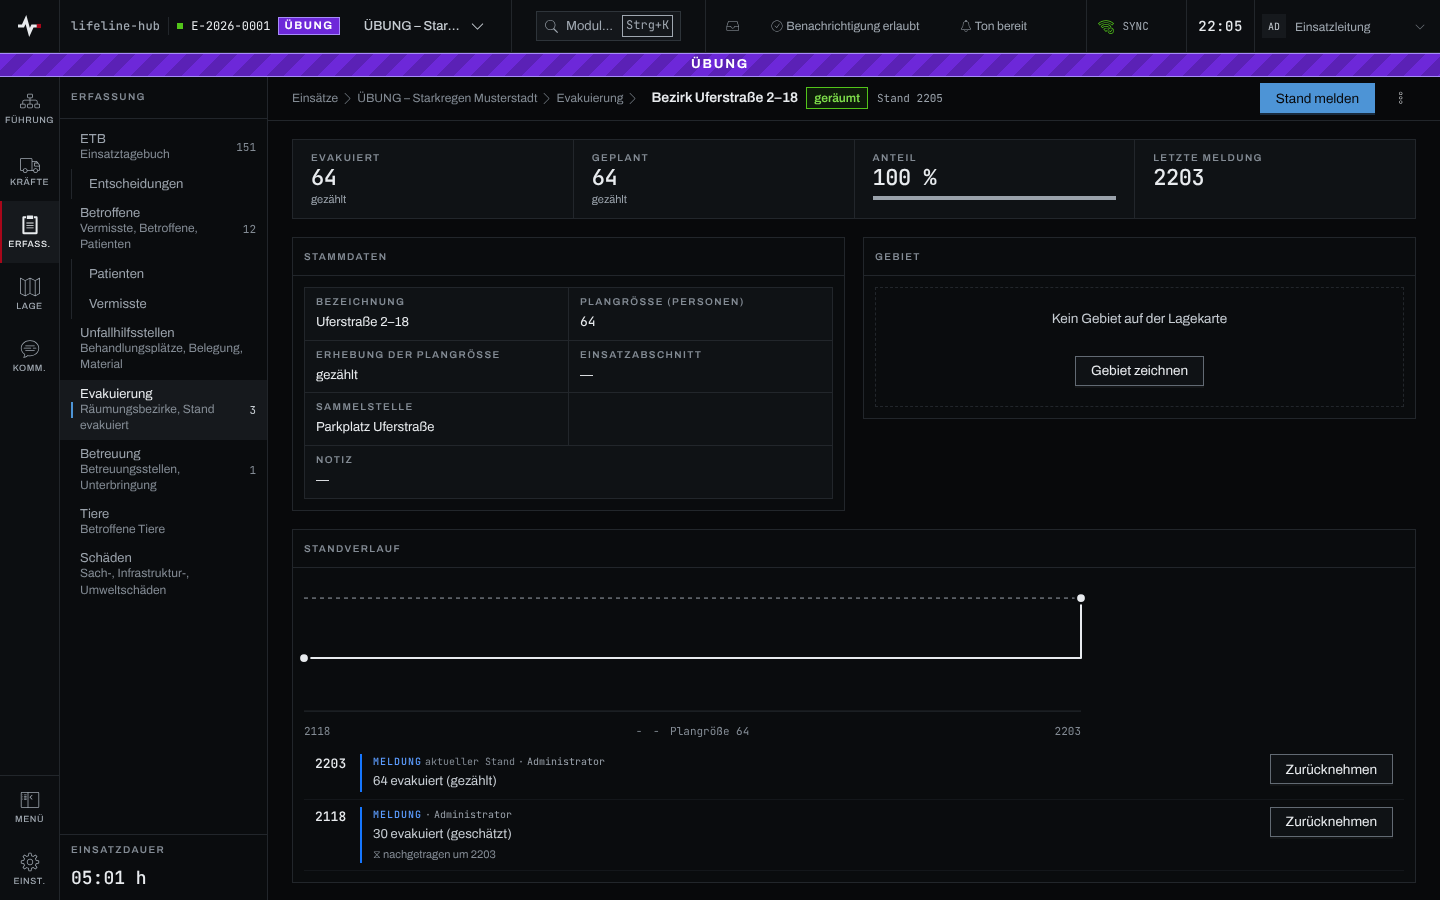 lifeline-hub
E-2026-0001 ÜBUNG
ÜBUNG – Star...
Modul... Strg+K
Benachrichtigung erlaubt
Ton bereit
SYNC
22:05
AD Einsatzleitung
ÜBUNG
FÜHRUNG
KRÄFTE
ERFASS.
LAGE
KOMM.
MENÜ
EINST.
ERFASSUNG
ETB
Einsatztagebuch
151
Entscheidungen
Betroffene
Vermisste, Betroffene,
Patienten
12
Patienten
Vermisste
Unfallhilfsstellen
Behandlungsplätze, Belegung,
Material
Evakuierung
Räumungsbezirke, Stand
evakuiert
3
Betreuung
Betreuungsstellen,
Unterbringung
1
Tiere
Betroffene Tiere
Schäden
Sach-, Infrastruktur-,
Umweltschäden
EINSATZDAUER
05:01 h
Einsätze ÜBUNG – Starkregen Musterstadt Evakuierung Bezirk Uferstraße 2–18 geräumt Stand 2205
Stand melden
EVAKUIERT
64
gezählt
GEPLANT
64
gezählt
ANTEIL
100 %
LETZTE MELDUNG
2203
STAMMDATEN
BEZEICHNUNG
Uferstraße 2–18
PLANGRÖSSE (PERSONEN)
64
ERHEBUNG DER PLANGRÖSSE
gezählt
EINSATZABSCHNITT
—
SAMMELSTELLE
Parkplatz Uferstraße
NOTIZ
—
GEBIET
Kein Gebiet auf der Lagekarte
Gebiet zeichnen
STANDVERLAUF
2118 - - Plangröße 64 2203
2203
MELDUNG aktueller Stand · Administrator
64 evakuiert (gezählt)
Zurücknehmen
2118
MELDUNG · Administrator
30 evakuiert (geschätzt)
nachgetragen um 2203
Zurücknehmen